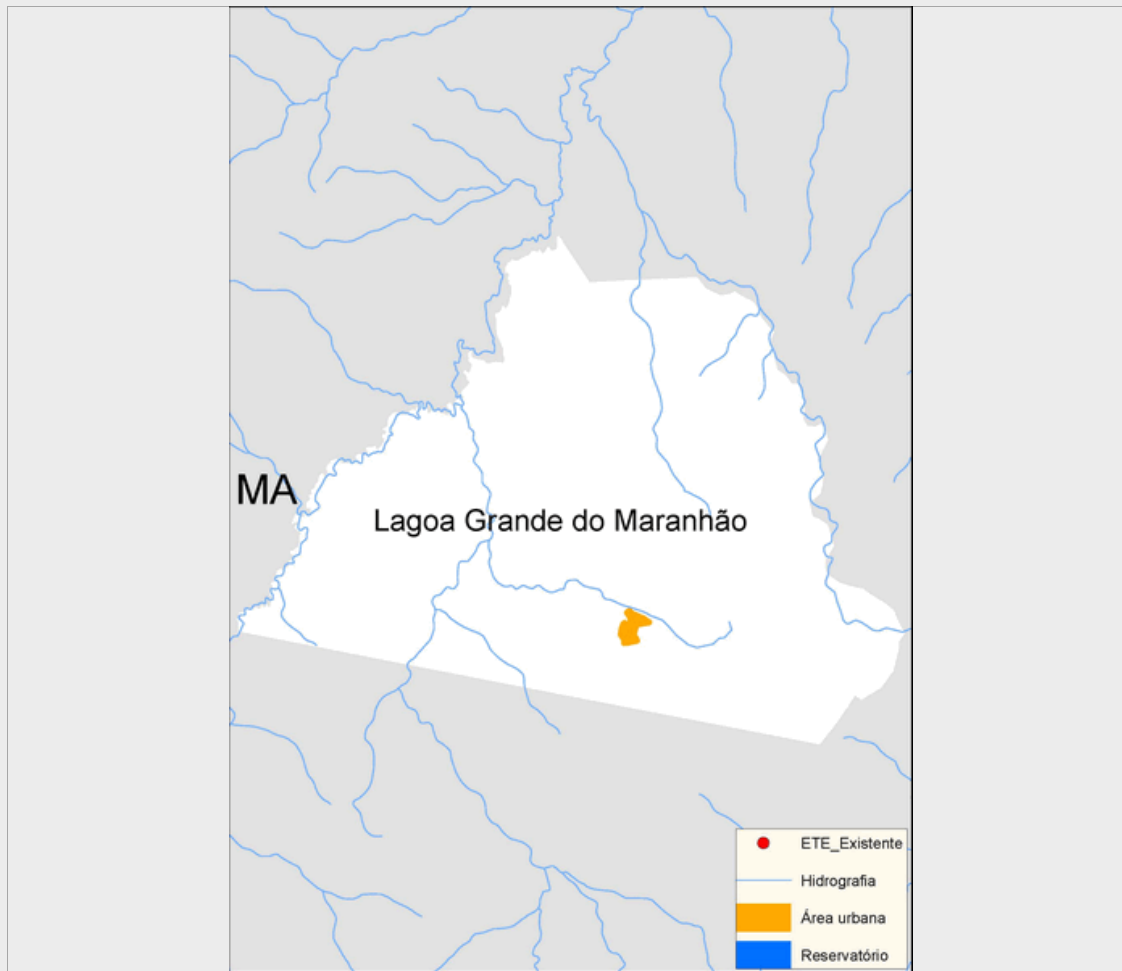 MA
Lagoa Grande do Maranhão
ETE_Existente
Hidrografia
Área urbana
Reservatório